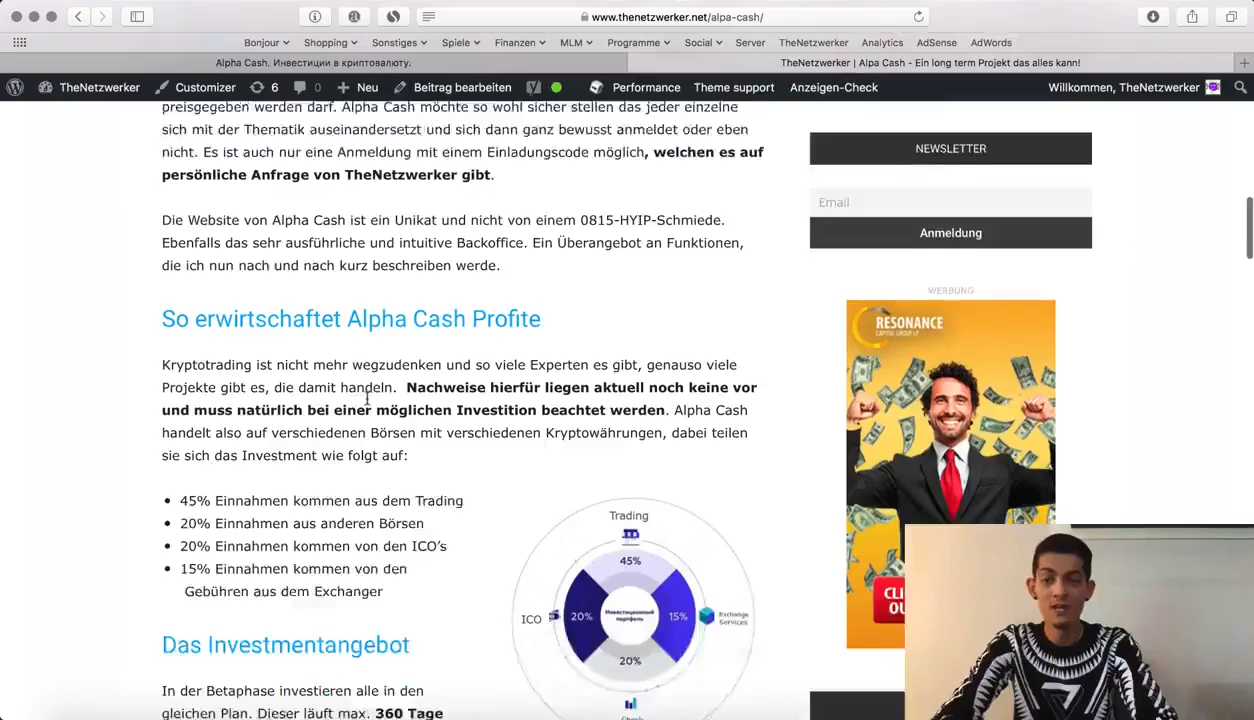 www.thenetzwerker.net/alpa-cash/
Bonjour Shopping Sonstiges Spiele Finanzen MLM Programme Social Server TheNetzwerker Analytics AdSense AdWords
Alpha Cash. Инвестиции в криптовалюту.
TheNetzwerker | Alpa Cash - Ein long term Projekt das alles kann!
TheNetzwerker Customizer 6 0 Neu Beitrag bearbeiten Performance Theme support Anzeigen-Check Willkommen, TheNetzwerker
preisgegeben werden darf. Alpha Cash möchte so wohl sicher stellen das jeder einzelne
sich mit der Thematik auseinandersetzt und sich dann ganz bewusst anmeldet oder eben
nicht. Es ist auch nur eine Anmeldung mit einem Einladungscode möglich, welchen es auf
persönliche Anfrage von TheNetzwerker gibt.
Die Website von Alpha Cash ist ein Unikat und nicht von einem 0815-HYIP-Schmiede.
Ebenfalls das sehr ausführliche und intuitive Backoffice. Ein Überangebot an Funktionen,
die ich nun nach und nach kurz beschreiben werde.
So erwirtschaftet Alpha Cash Profite
Kryptotrading ist nicht mehr wegzudenken und so viele Experten es gibt, genauso viele
Projekte gibt es, die damit handeln. Nachweise hierfür liegen aktuell noch keine vor
und muss natürlich bei einer möglichen Investition beachtet werden. Alpha Cash
handelt also auf verschiedenen Börsen mit verschiedenen Kryptowährungen, dabei teilen
sie sich das Investment wie folgt auf:
45% Einnahmen kommen aus dem Trading
20% Einnahmen aus anderen Börsen
20% Einnahmen kommen von den ICO's
15% Einnahmen kommen von den
Gebühren aus dem Exchanger
Trading
45%
ICO
20%
Инвестиционный
портфель
15%
Exchange
Services
20%
Das Investmentangebot
In der Betaphase investieren alle in den
gleichen Plan. Dieser läuft max. 360 Tage
NEWSLETTER
Email
Anmeldung
WERBUNG
RESONANCE
CAPITAL GROUP LP